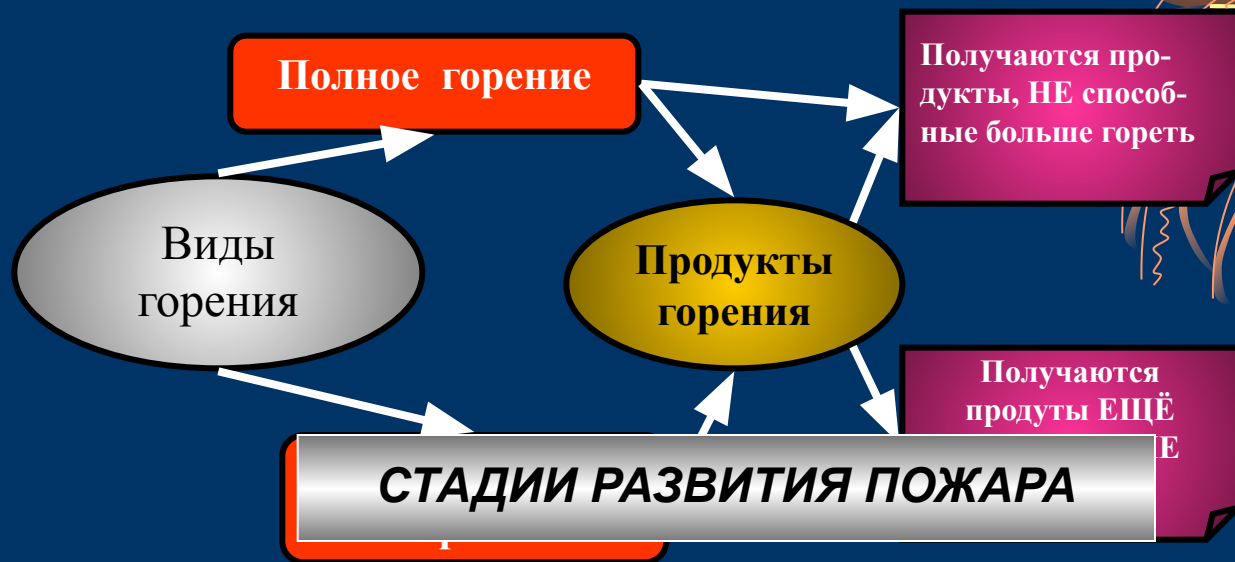 Полное горение
Получаются про-
дукты, НЕ способ-
ные больше гореть
Виды
горения
Продукты
горения
Получаются
продуты ЕЩЁ
СТАДИИ РАЗВИТИЯ ПОЖАРА